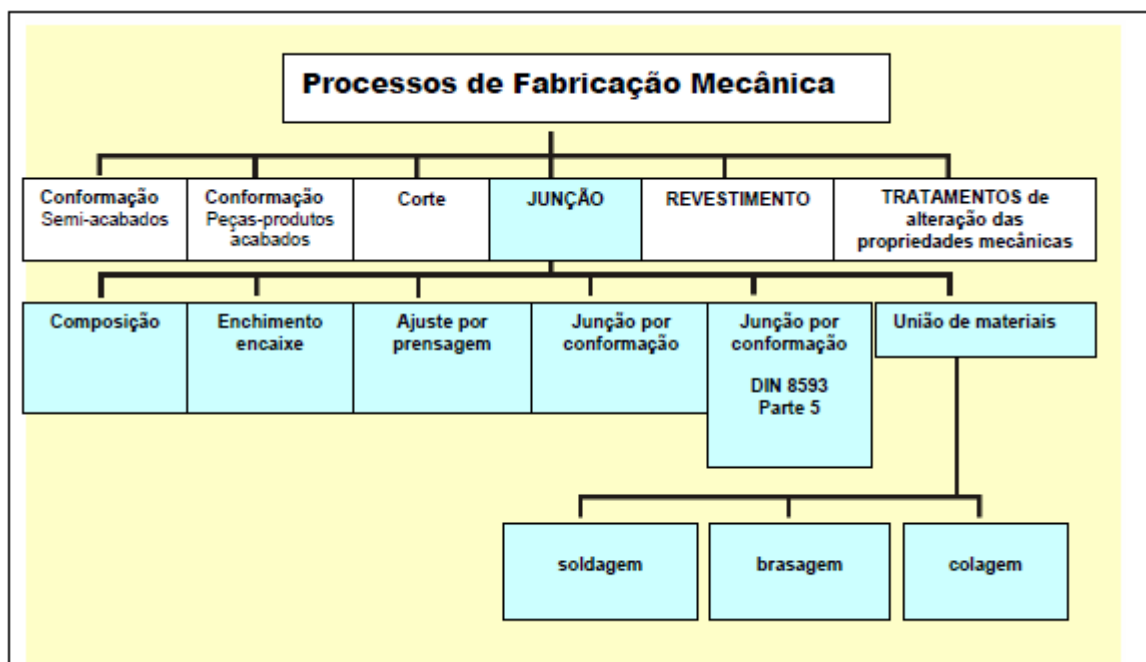 Processos de Fabricação Mecânica
Conformação
Semi-acabados
Conformação
Peças-produtos
acabados
Corte
JUNÇÃO
REVESTIMENTO
TRATAMENTOS de
alteração das
propriedades mecânicas
Composição
Enchimento
encaixe
Ajuste por
prensagem
Junção por
conformação
Junção por
conformação
DIN 8593
Parte 5
União de materiais
soldagem
brasagem
colagem